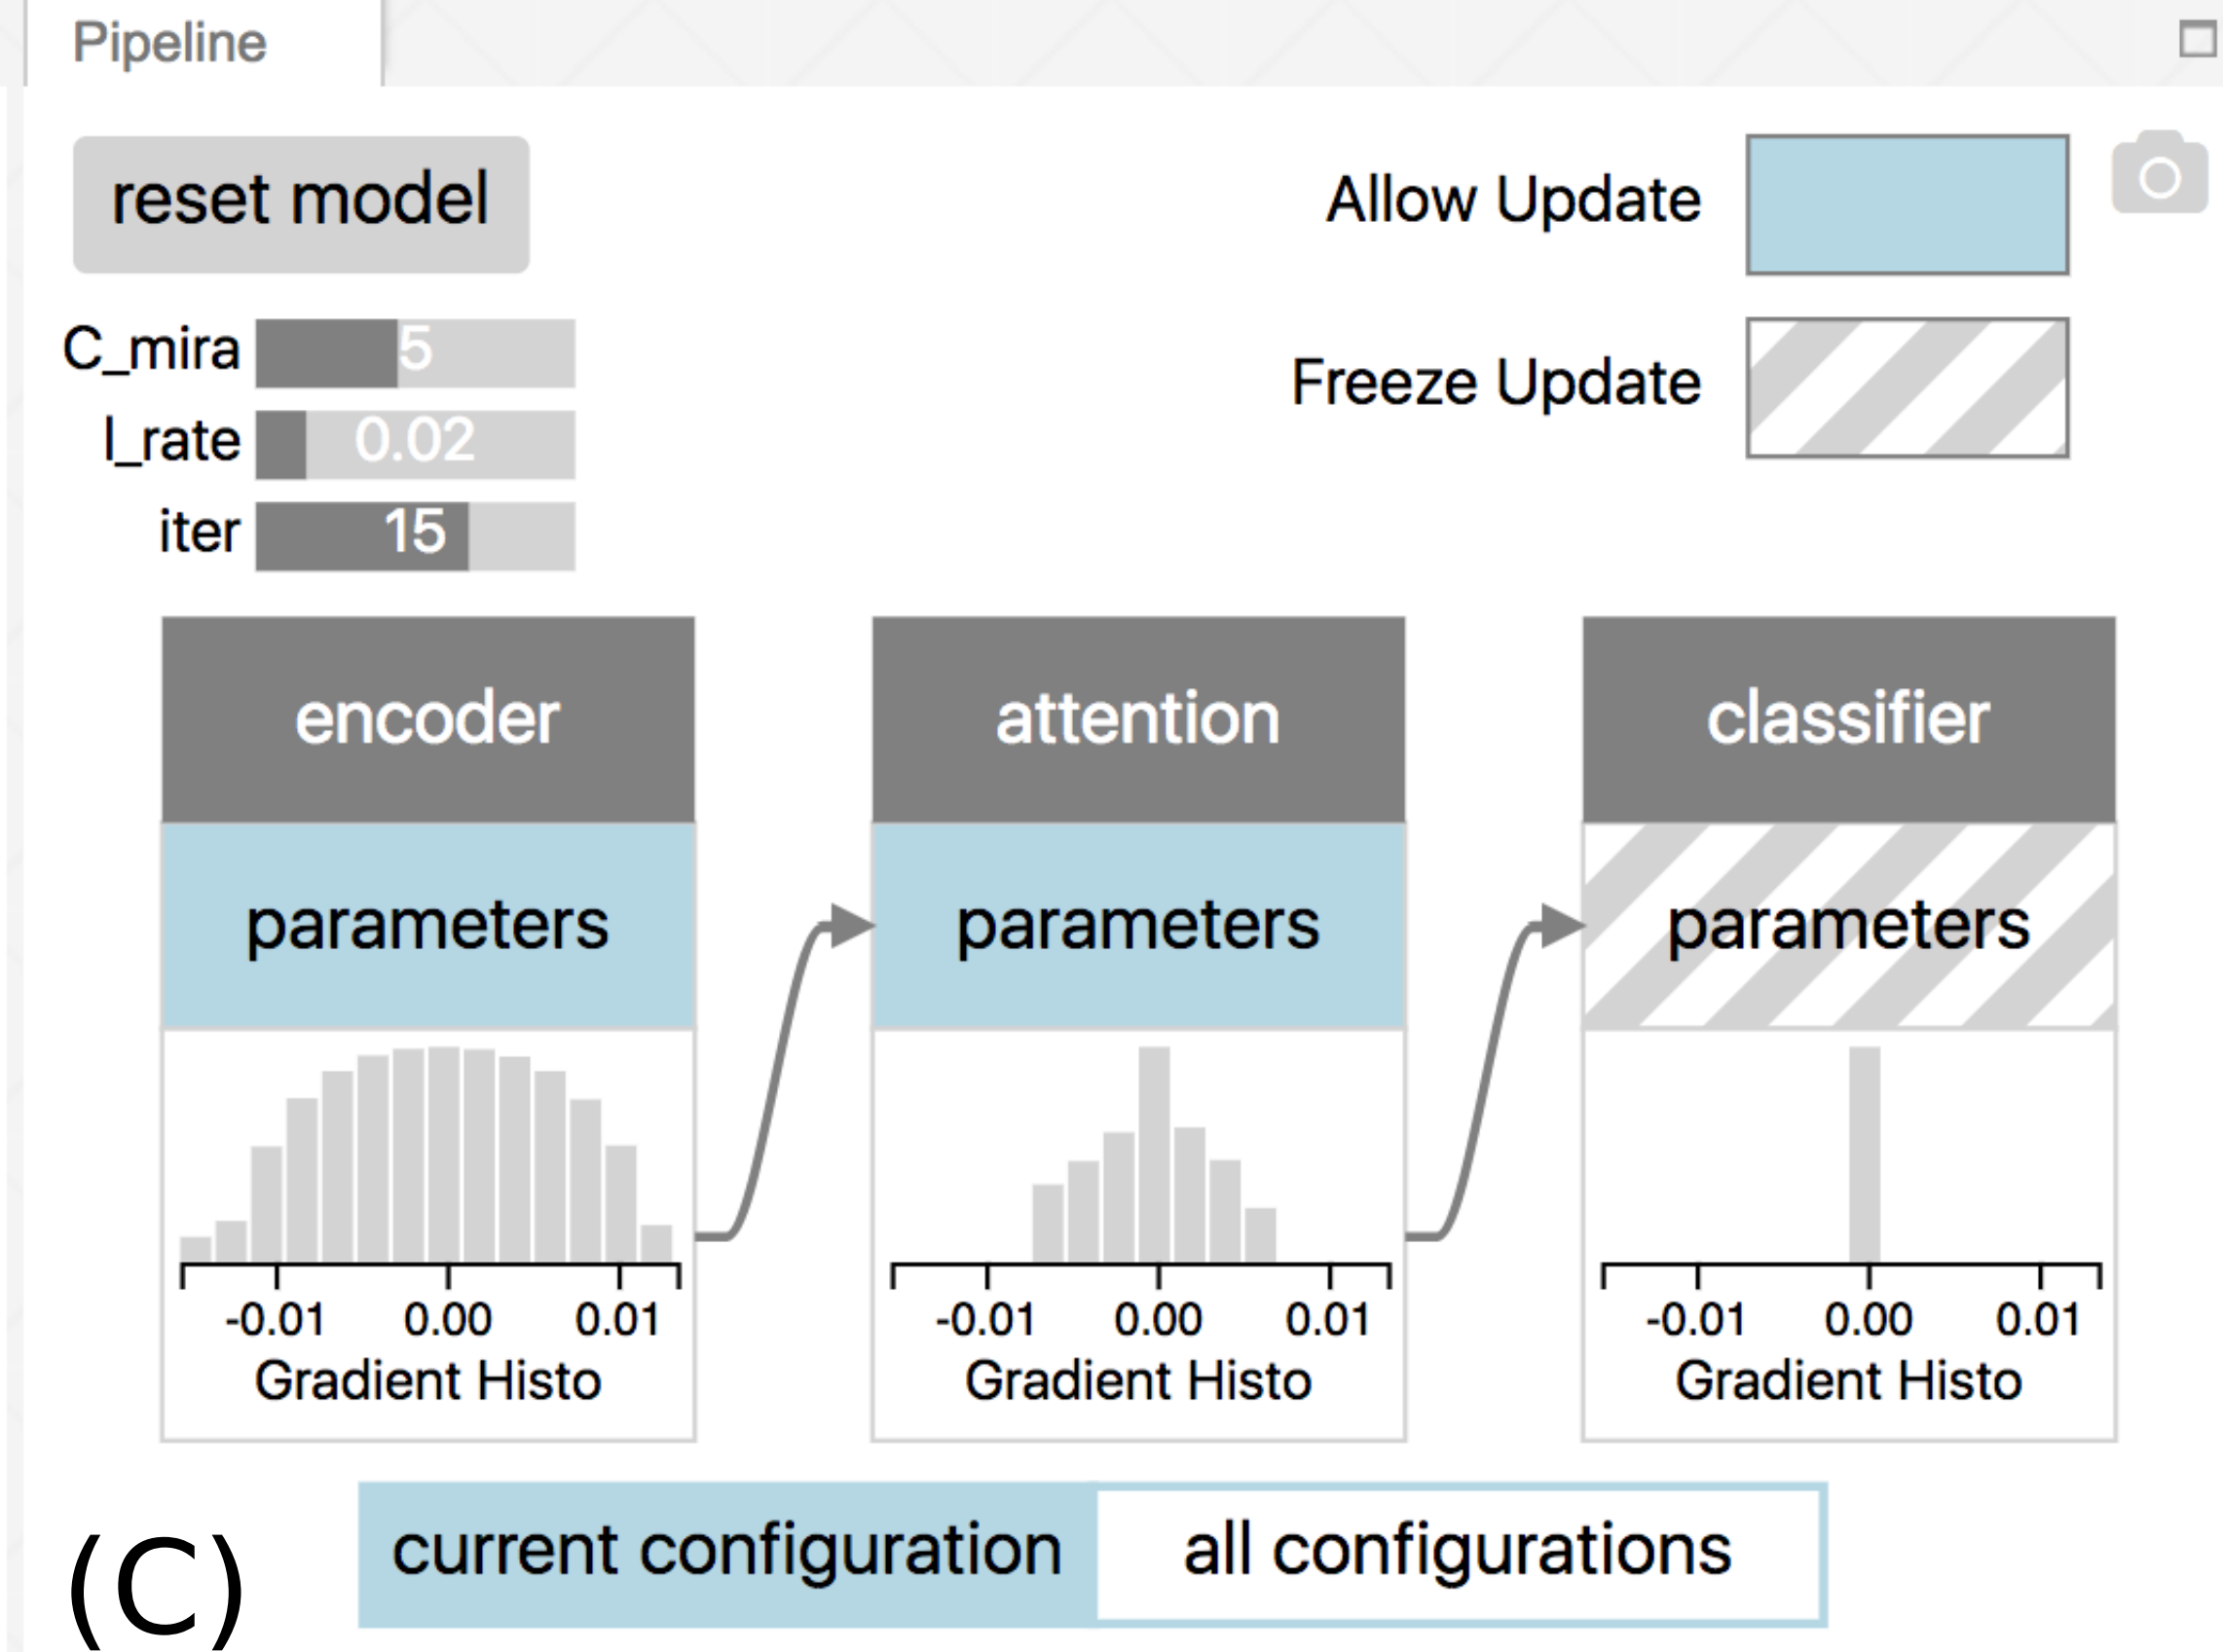 Pipeline
reset model
Allow Update
Freeze Update
C_mira 5
l_rate 0.02
iter 15
encoder
parameters
-0.01 0.00 0.01
Gradient Histo
attention
parameters
-0.01 0.00 0.01
Gradient Histo
classifier
parameters
-0.01 0.00 0.01
Gradient Histo
(C)
current configuration
all configurations